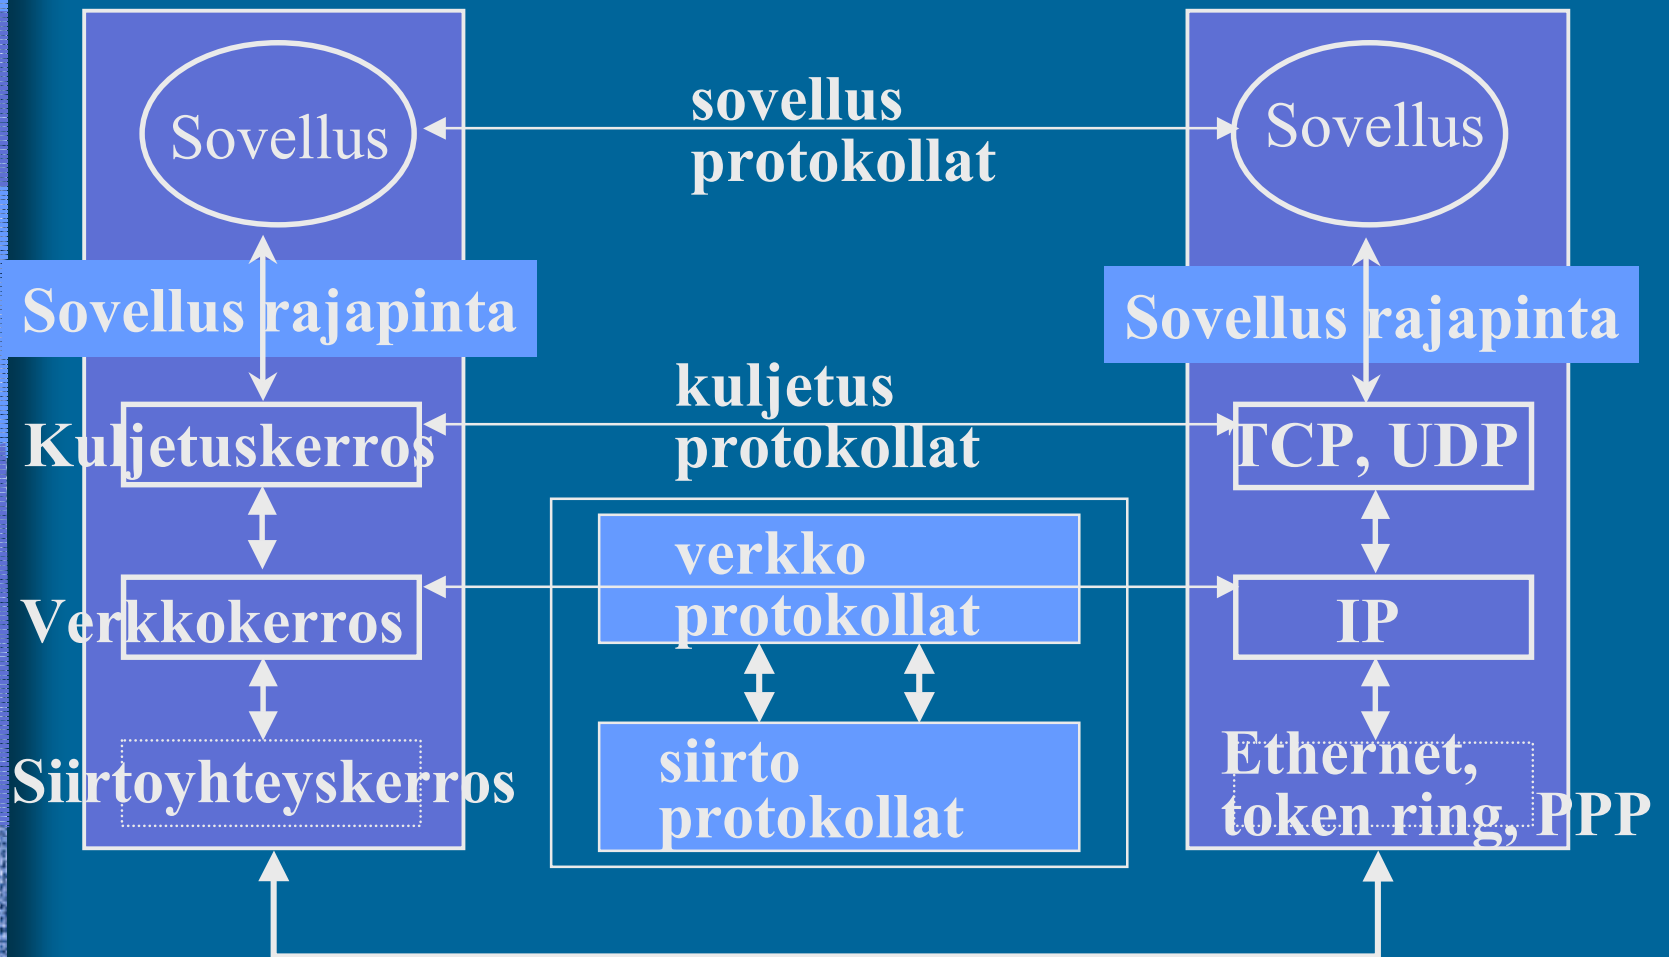 Sovellus
sovellus
protokollat
Sovellus
Sovellus rajapinta
Sovellus rajapinta
kuljetus
protokollat
Kuljetuskerros
TCP, UDP
verkko
protokollat
Verkkokerros
IP
siirto
protokollat
Siirtoyhteyskerros
Ethernet,
token ring, PPP